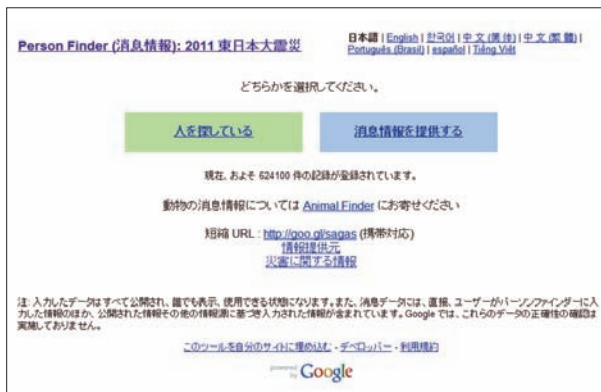 Person Finder (消息情報): 2011 東日本大震災
日本語 | English | 한국어 | 中文(简体) | 中文(繁體) |
Português (Brasil) | español | Tiếng Việt
どちらかを選択してください。
人を探している
消息情報を提供する
現在、およそ 624100 件の記録が登録されています。
動物の消息情報については Animal Finder にお寄せください
短縮 URL : http://goo.gl/sagas (携帯対応)
情報提供元
災害に関する情報
注: 入力したデータはすべて公開され、誰でも表示、使用できる状態になります。また、消息データには、直接、ユーザーがパーソンファインダーに入
力した情報のほか、公開された情報その他の情報源に基づき入力された情報が含まれています。Google では、これらのデータの正確性の確認は
実施しておりません。
このツールを自分のサイトに埋め込む - デベロッパー - 利用規約
powered by Google